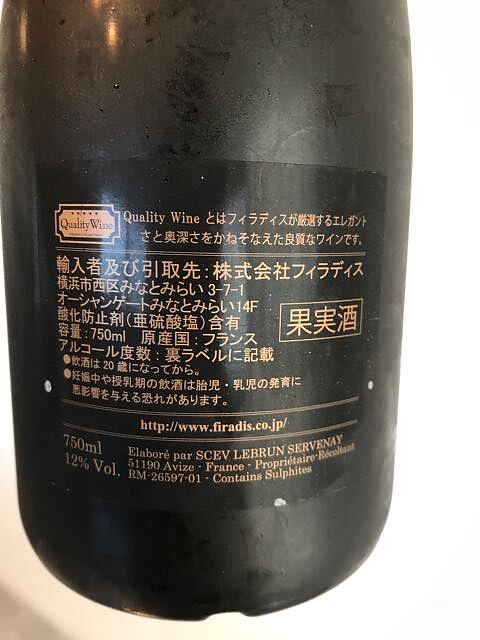 Quality Wine
Quality Wine とはフィラディスが厳選するエレガント
さと奥深さをかねそなえた良質なワインです。
輸入者及び引取先：株式会社フィラディス
横浜市西区みなとみらい 3-7-1
オーシャンゲートみなとみらい14F
酸化防止剤（亜硫酸塩）含有
容量：750ml　原産国：フランス
アルコール度数：裏ラベルに記載
果実酒
●飲酒は 20 歳になってから。
●妊娠中や授乳期の飲酒は胎児・乳児の発育に
悪影響を与える恐れがあります。
http://www.firadis.co.jp/
750ml
12% Vol.
Elaboré par SCEV LEBRUN SERVENAY
51190 Avize - France - Propriétaire-Récoltant
RM-26597-01 - Contains Sulphites